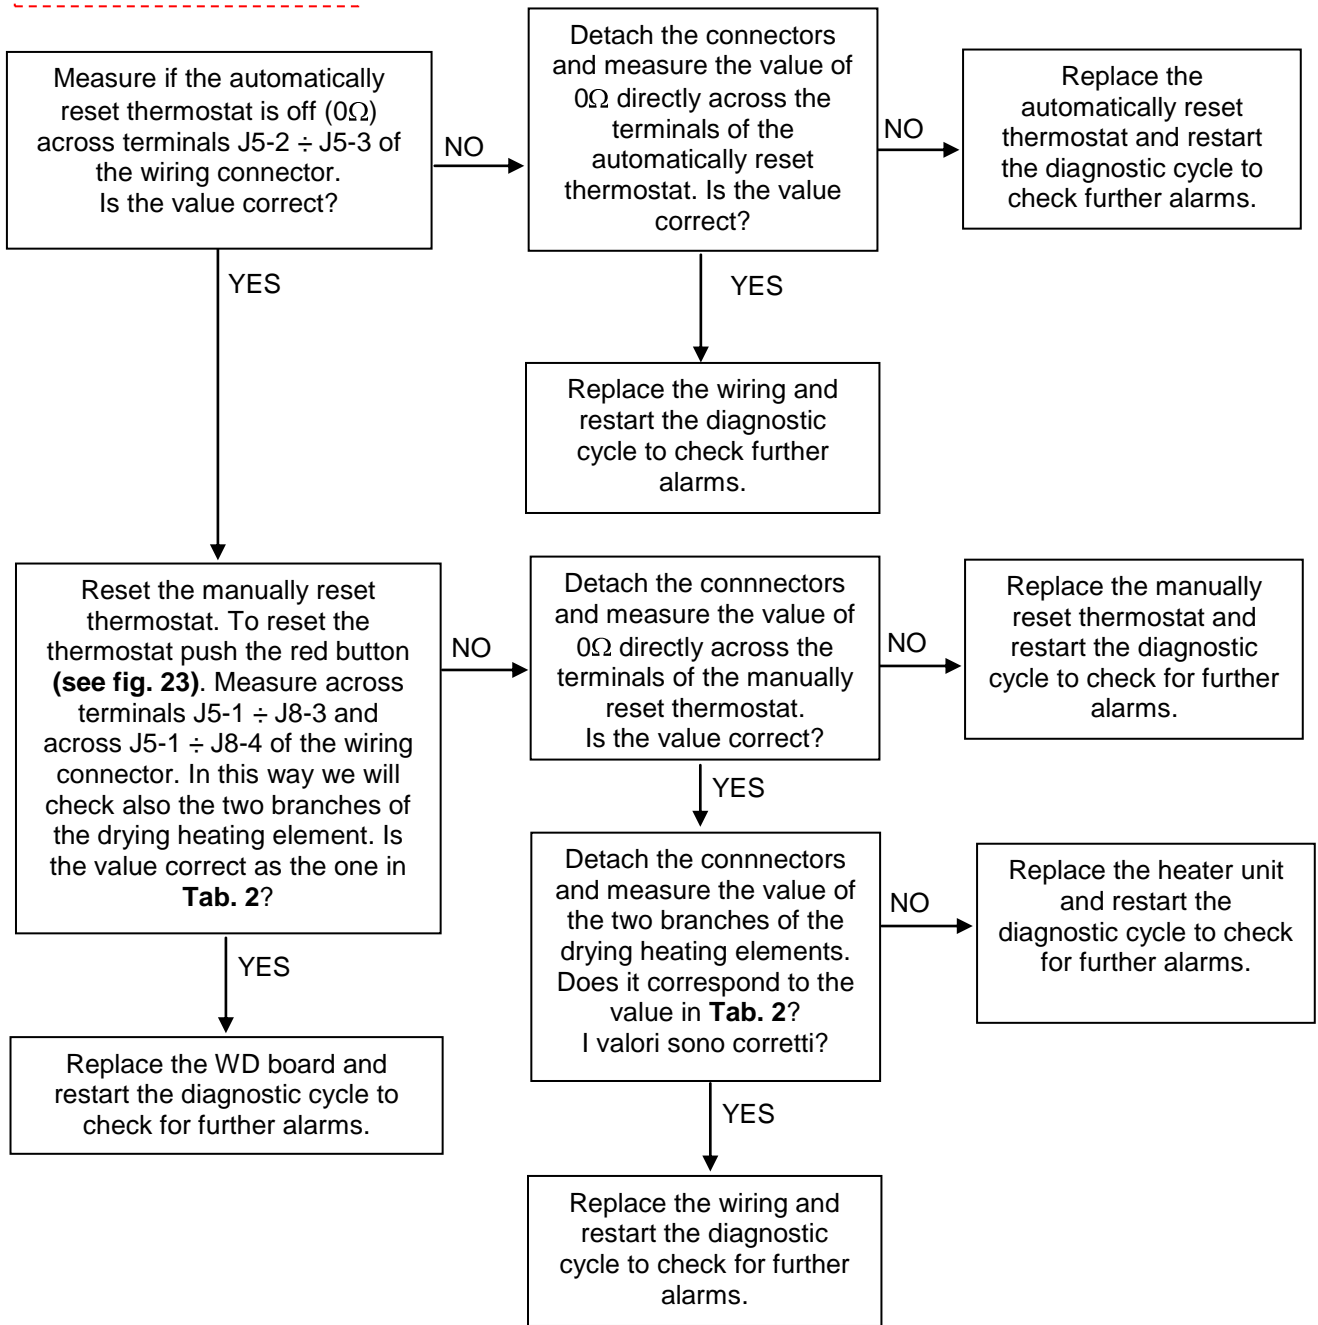 Measure if the automatically
reset thermostat is off (0Ω)
across terminals J5-2 ÷ J5-3 of
the wiring connector.
Is the value correct?
NO
Detach the connectors
and measure the value of
0Ω directly across the
terminals of the
automatically reset
thermostat. Is the value
correct?
NO
Replace the
automatically reset
thermostat and restart
the diagnostic cycle to
check further alarms.
YES
YES
Replace the wiring and
restart the diagnostic
cycle to check further
alarms.
Reset the manually reset
thermostat. To reset the
thermostat push the red button
(see fig. 23). Measure across
terminals J5-1 ÷ J8-3 and
across J5-1 ÷ J8-4 of the wiring
connector. In this way we will
check also the two branches of
the drying heating element. Is
the value correct as the one in
Tab. 2?
NO
Detach the connnectors
and measure the value of
0Ω directly across the
terminals of the manually
reset thermostat.
Is the value correct?
NO
Replace the manually
reset thermostat and
restart the diagnostic
cycle to check for further
alarms.
YES
Detach the connnectors
and measure the value of
the two branches of the
drying heating elements.
Does it correspond to the
value in Tab. 2?
I valori sono corretti?
NO
Replace the heater unit
and restart the
diagnostic cycle to check
for further alarms.
YES
Replace the WD board and
restart the diagnostic cycle to
check for further alarms.
YES
Replace the wiring and
restart the diagnostic
cycle to check for further
alarms.